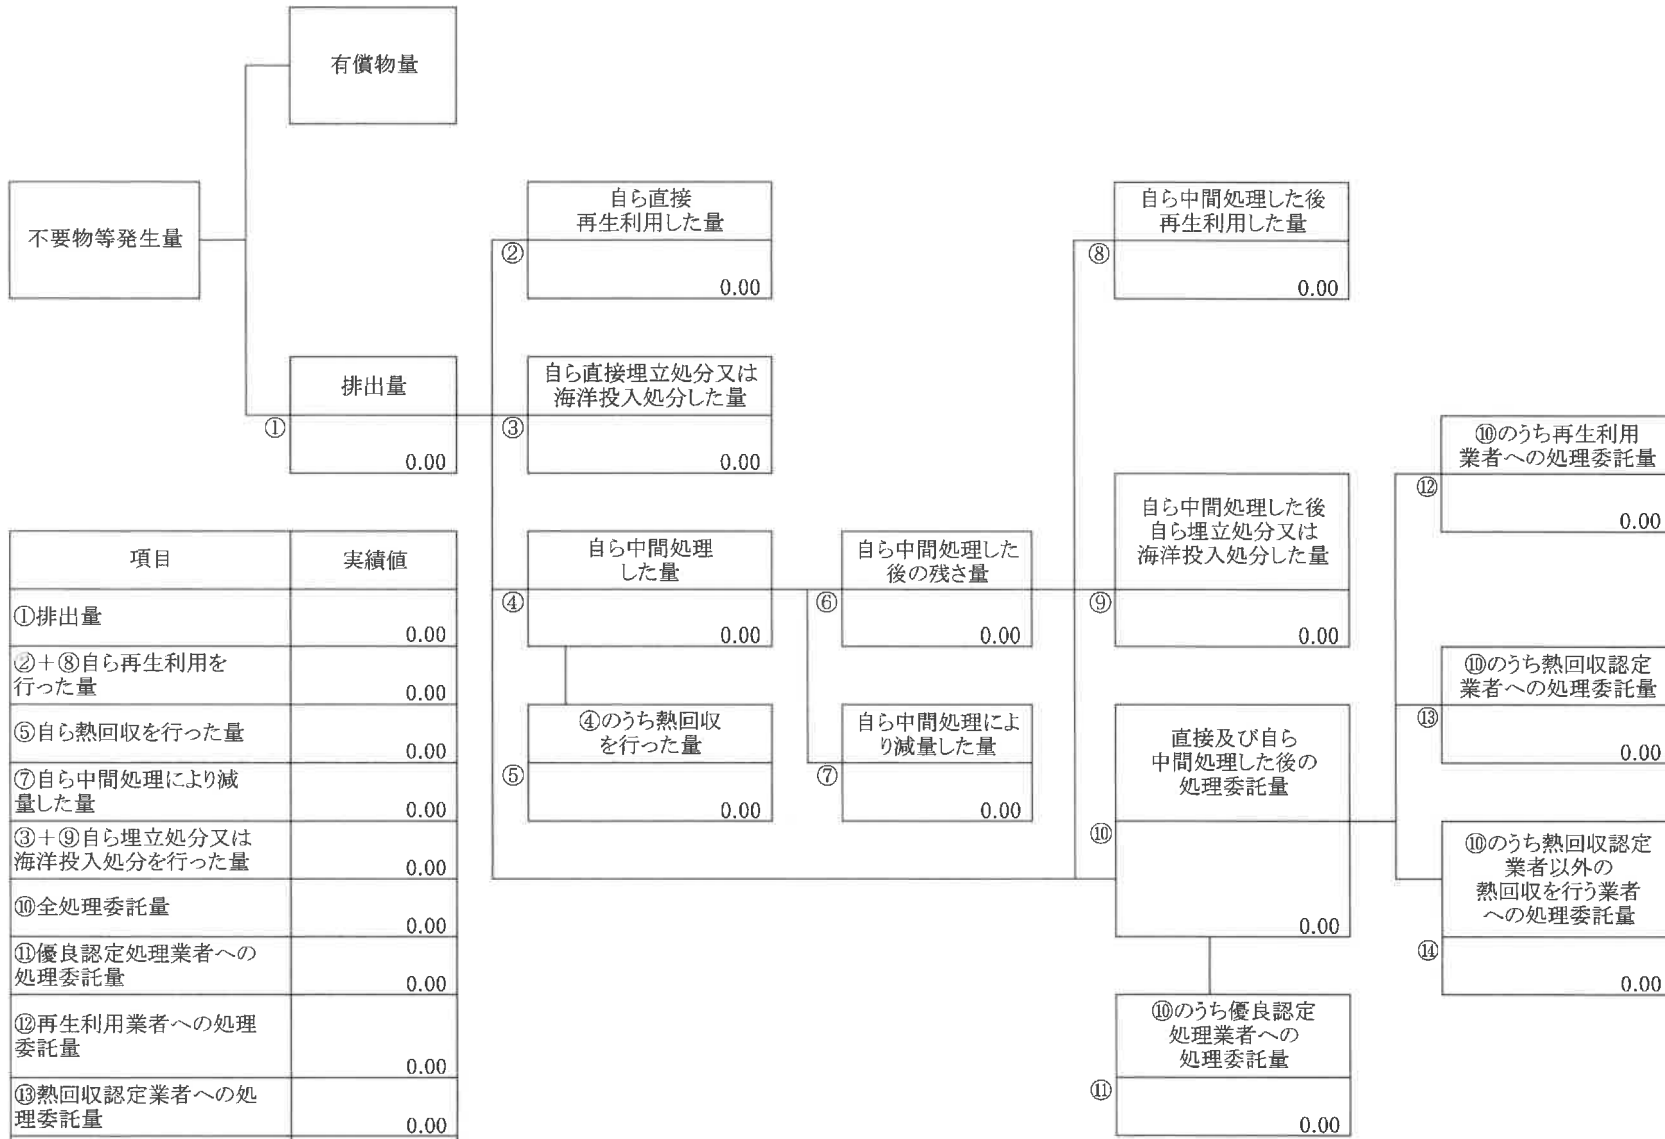 有償物量
不要物等発生量
自ら直接
再生利用した量
②
0.00
自ら中間処理した後
再生利用した量
⑧
0.00
排出量
①
0.00
自ら直接埋立処分又は
海洋投入処分した量
③
0.00
⑩のうち再生利用
業者への処理委託量
⑫
0.00
自ら中間処理
した量
④
0.00
自ら中間処理した
後の残さ量
⑥
0.00
自ら中間処理した後
自ら埋立処分又は
海洋投入処分した量
⑨
0.00
⑩のうち熱回収認定
業者への処理委託量
⑬
0.00
④のうち熱回収
を行った量
⑤
0.00
自ら中間処理によ
り減量した量
⑦
0.00
直接及び自ら
中間処理した後の
処理委託量
⑩
0.00
⑩のうち熱回収認定
業者以外の
熱回収を行う業者
への処理委託量
⑭
0.00
⑩のうち優良認定
処理業者への
処理委託量
⑪
0.00
項目 実績値
①排出量
0.00
②+⑧自ら再生利用を
行った量
0.00
⑤自ら熱回収を行った量
0.00
⑦自ら中間処理により減
量した量
0.00
③+⑨自ら埋立処分又は
海洋投入処分を行った量
0.00
⑩全処理委託量
0.00
⑪優良認定処理業者への
処理委託量
0.00
⑫再生利用業者への処理
委託量
0.00
⑬熱回収認定業者への処
理委託量
0.00